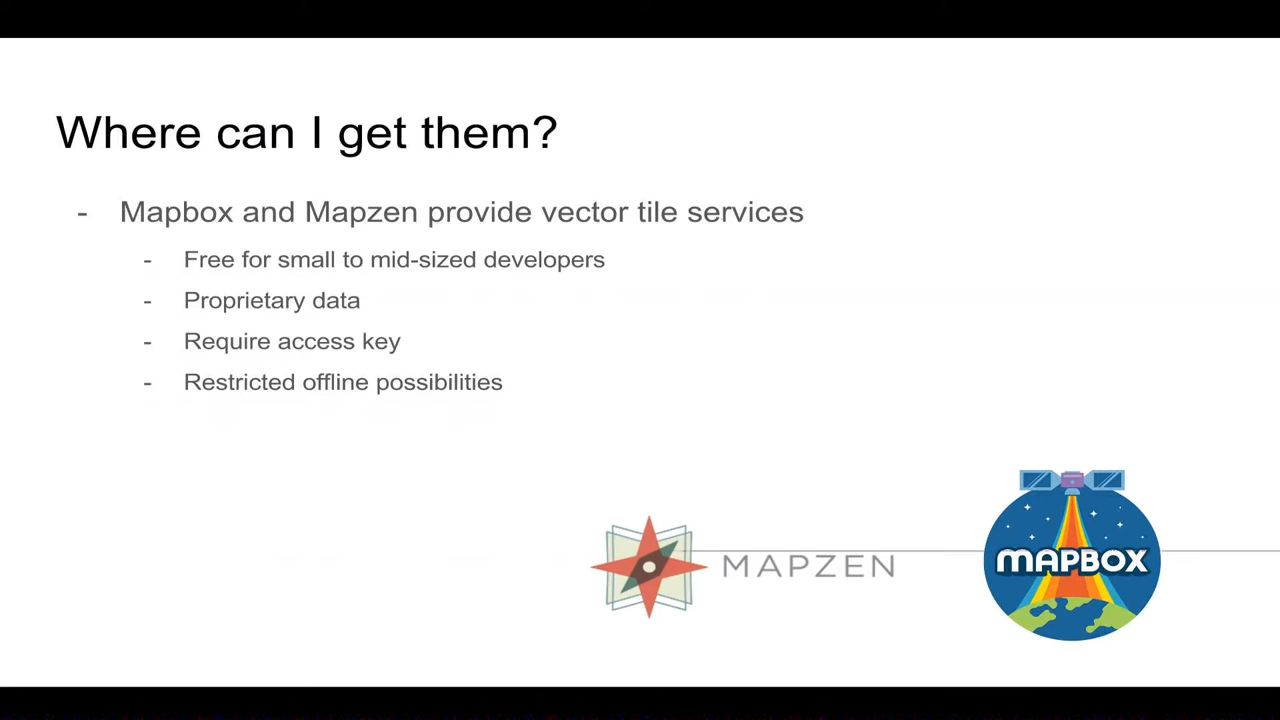 Where can I get them?
- Mapbox and Mapzen provide vector tile services
- Free for small to mid-sized developers
- Proprietary data
- Require access key
- Restricted offline possibilities
MAPZEN
MAPBOX